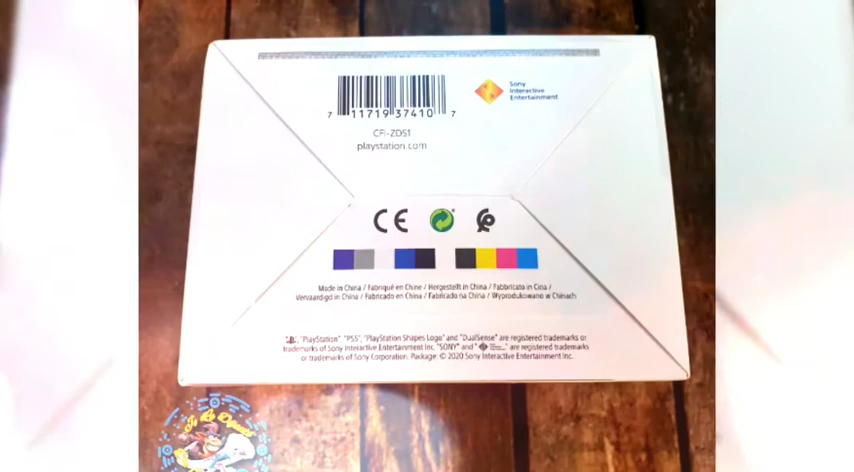 7 11719 37410 7
Sony
Interactive
Entertainment
CFI-ZDS1
playstation.com
CE
Made in China / Fabriqué en Chine / Hergestellt in China / Fabbricato in Cina /
Vervaardigd in China / Fabricado en China / Fabricado na China / Wyprodukowano w Chinach
"PlayStation", "PS5", "PlayStation Shapes Logo" and "DualSense" are registered trademarks or
trademarks of Sony Interactive Entertainment Inc. "SONY" and " " are registered trademarks
or trademarks of Sony Corporation. Package: © 2020 Sony Interactive Entertainment Inc.